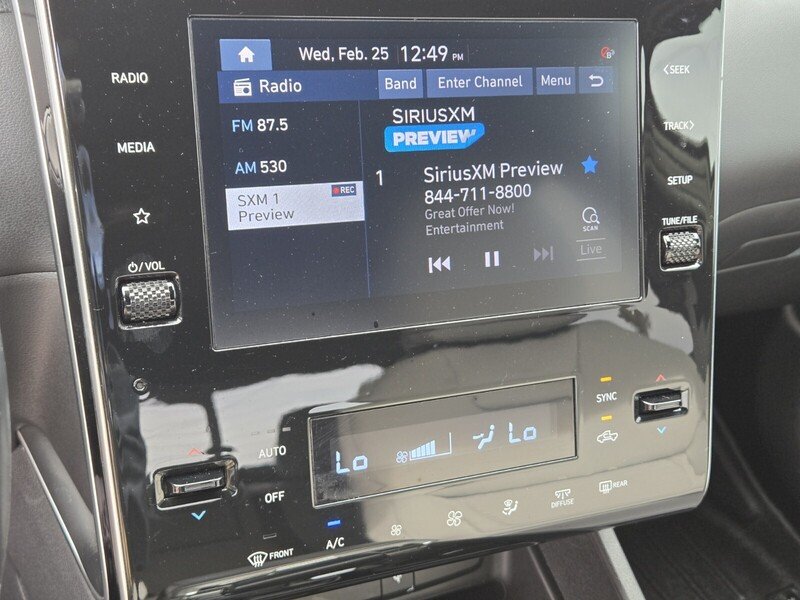 Wed, Feb. 25 12:49 PM
Radio Band Enter Channel Menu
FM 87.5
AM 530
SXM 1 REC
Preview
SIRIUSXM
PREVIEW
1 SiriusXM Preview
844-711-8800
Great Offer Now!
Entertainment
SCAN
Live
RADIO
MEDIA
/VOL
<SEEK
TRACK>
SETUP
TUNE/FILE
AUTO
OFF
Lo Lo
SYNC
FRONT
A/C
DIFFUSE
REAR